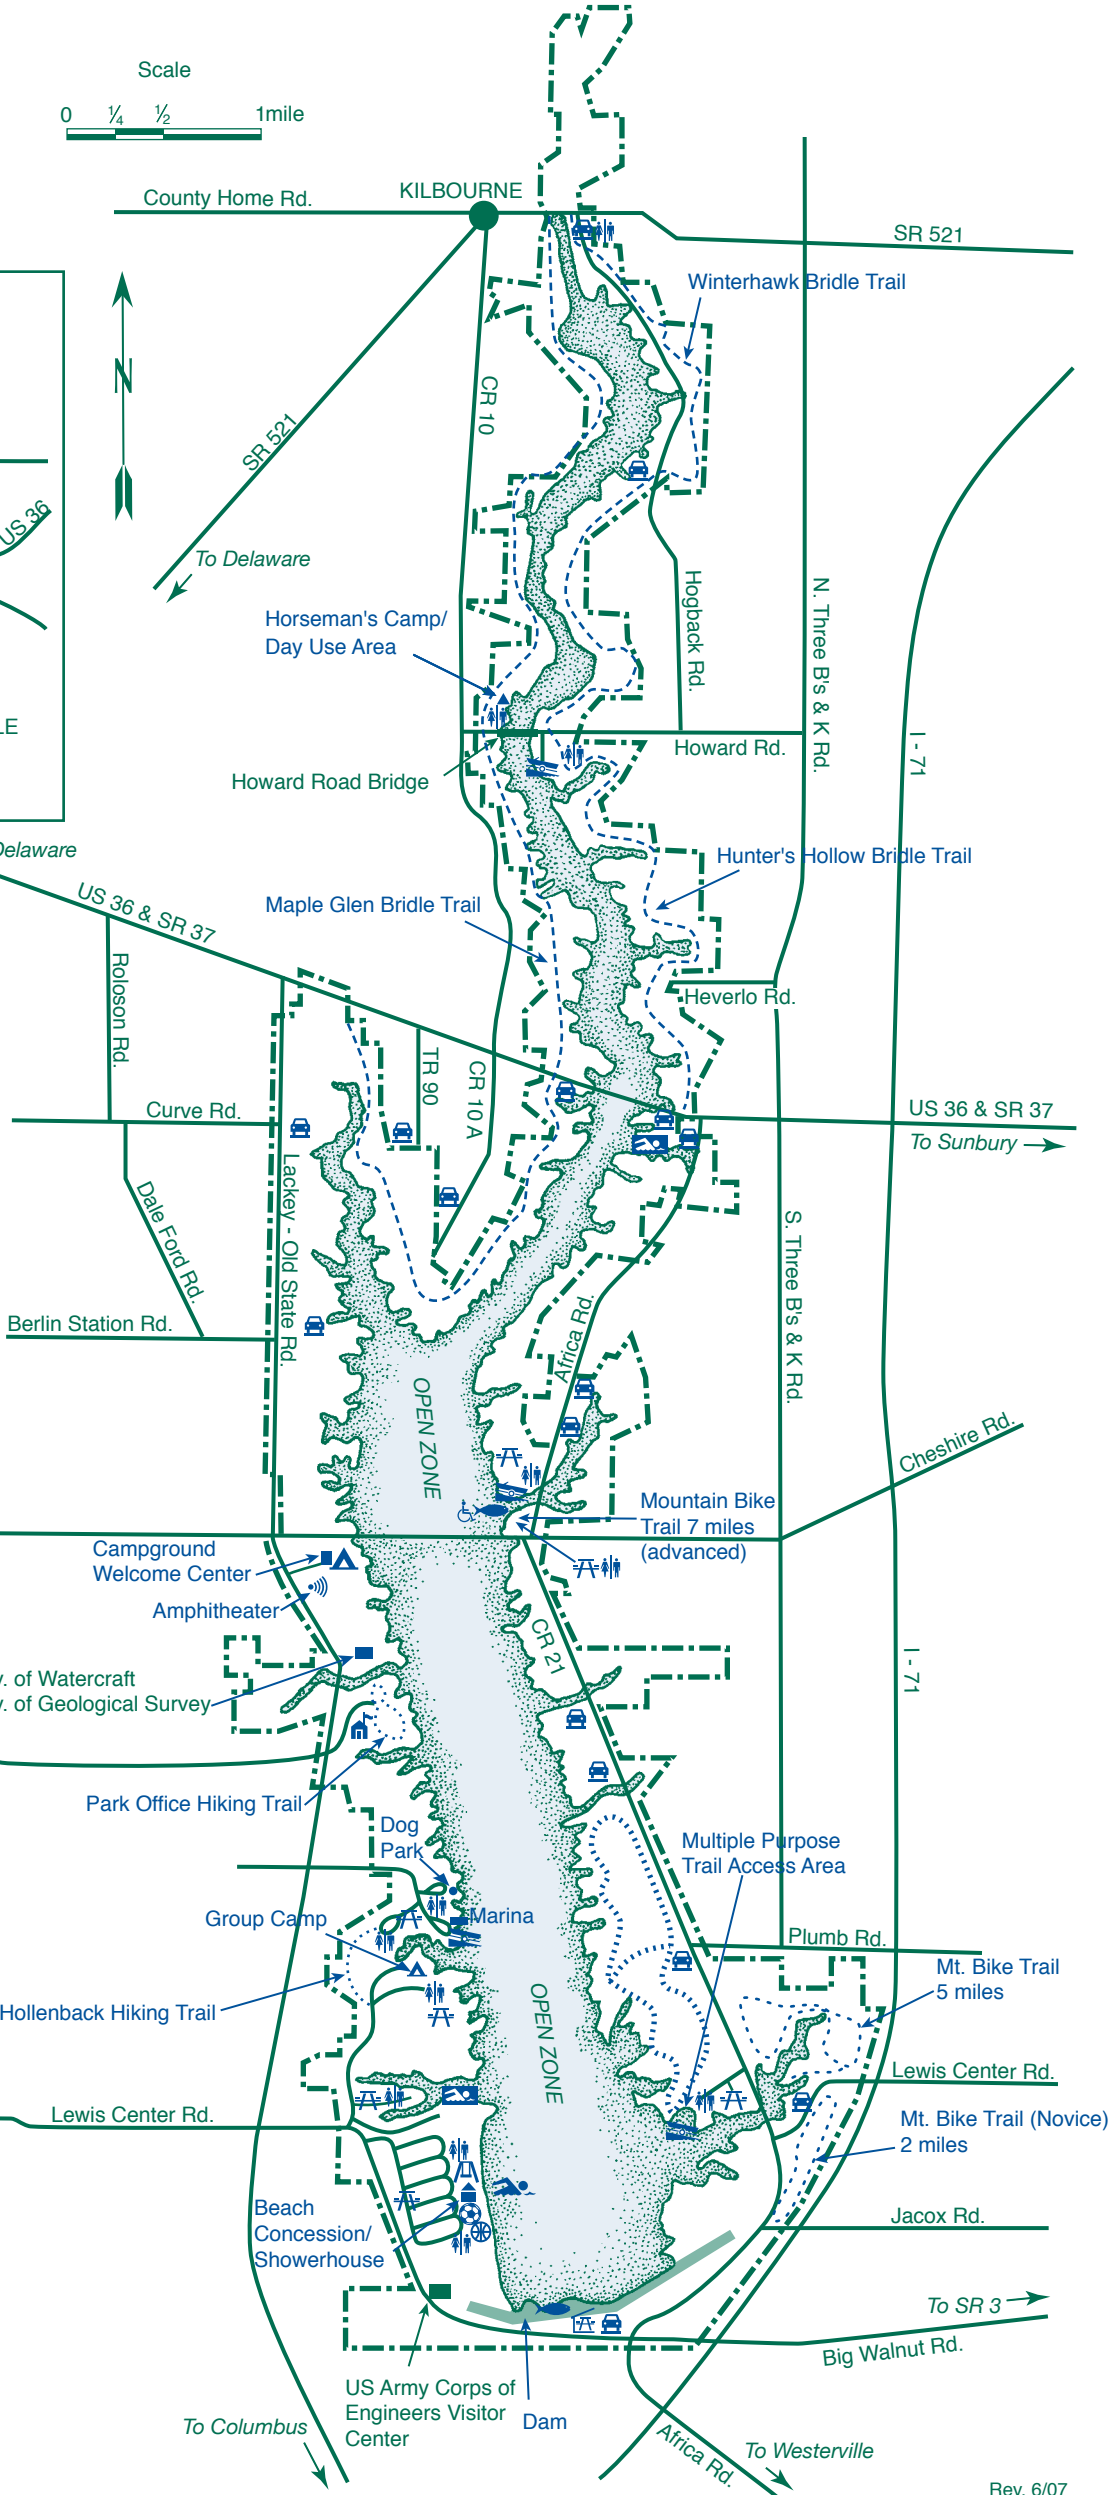 Scale
0 ¼ ½ 1mile
KILBOURNE
County Home Rd.
SR 521
Winterhawk Bridle Trail
N
CR 10
SR 521
US 36
To Delaware
Hogback Rd.
N. Three B's & K Rd.
Horseman's Camp/
Day Use Area
LE
Howard Rd.
I - 71
Howard Road Bridge
Delaware
Hunter's Hollow Bridle Trail
US 36 & SR 37
Maple Glen Bridle Trail
Roloson Rd.
Heverlo Rd.
TR 90
CR 10 A
Curve Rd.
US 36 & SR 37
To Sunbury
Lackey - Old State Rd.
Dale Ford Rd.
S. Three B's & K Rd.
Berlin Station Rd.
Africa Rd.
OPEN ZONE
Cheshire Rd.
Mountain Bike
Trail 7 miles
(advanced)
Campground
Welcome Center
Amphitheater
CR 21
I - 71
v. of Watercraft
v. of Geological Survey
Park Office Hiking Trail
Dog
Park
Multiple Purpose
Trail Access Area
Group Camp
Marina
Plumb Rd.
Mt. Bike Trail
5 miles
Hollenback Hiking Trail
OPEN ZONE
Lewis Center Rd.
Lewis Center Rd.
Mt. Bike Trail (Novice)
2 miles
Beach
Concession/
Showerhouse
Jacox Rd.
To SR 3
Big Walnut Rd.
US Army Corps of
Engineers Visitor
Center
Dam
To Columbus
Africa Rd.
To Westerville
Rev. 6/07